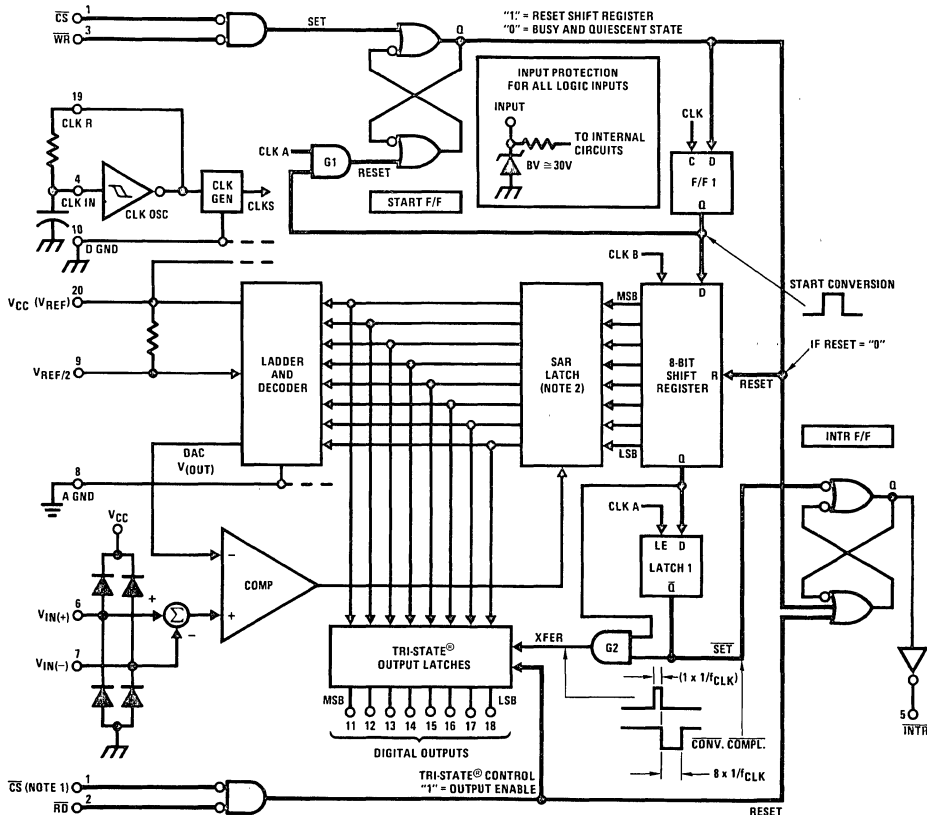 CS 1
WR 3
SET
Q
"1" = RESET SHIFT REGISTER
"0" = BUSY AND QUIESCENT STATE
INPUT PROTECTION
FOR ALL LOGIC INPUTS
INPUT
TO INTERNAL
CIRCUITS
BV ≅ 30V
CLK
C D
F/F 1
Q
19
CLK R
4
CLK IN
CLK OSC
CLK
GEN
CLKS
10
D GND
CLK A
G1
RESET
START F/F
START CONVERSION
IF RESET = "0"
20
VCC (VREF)
9
VREF/2
LADDER
AND
DECODER
SAR
LATCH
(NOTE 2)
CLK B
D
MSB
8-BIT
SHIFT
REGISTER
R
RESET
LSB
Q
INTR F/F
Q
DAC
V(OUT)
8
A GND
VCC
COMP
−
+
6
VIN(+)
+
Σ
−
7
VIN(−)
CLK A
LE D
LATCH 1
Q
XFER
G2
SET
TRI-STATE®
OUTPUT LATCHES
(1 x 1/fCLK)
MSB
LSB
11 12 13 14 15 16 17 18
DIGITAL OUTPUTS
CONV. COMPL.
8 x 1/fCLK
5
INTR
CS (NOTE 1) 1
RD 2
TRI-STATE® CONTROL
"1" = OUTPUT ENABLE
RESET